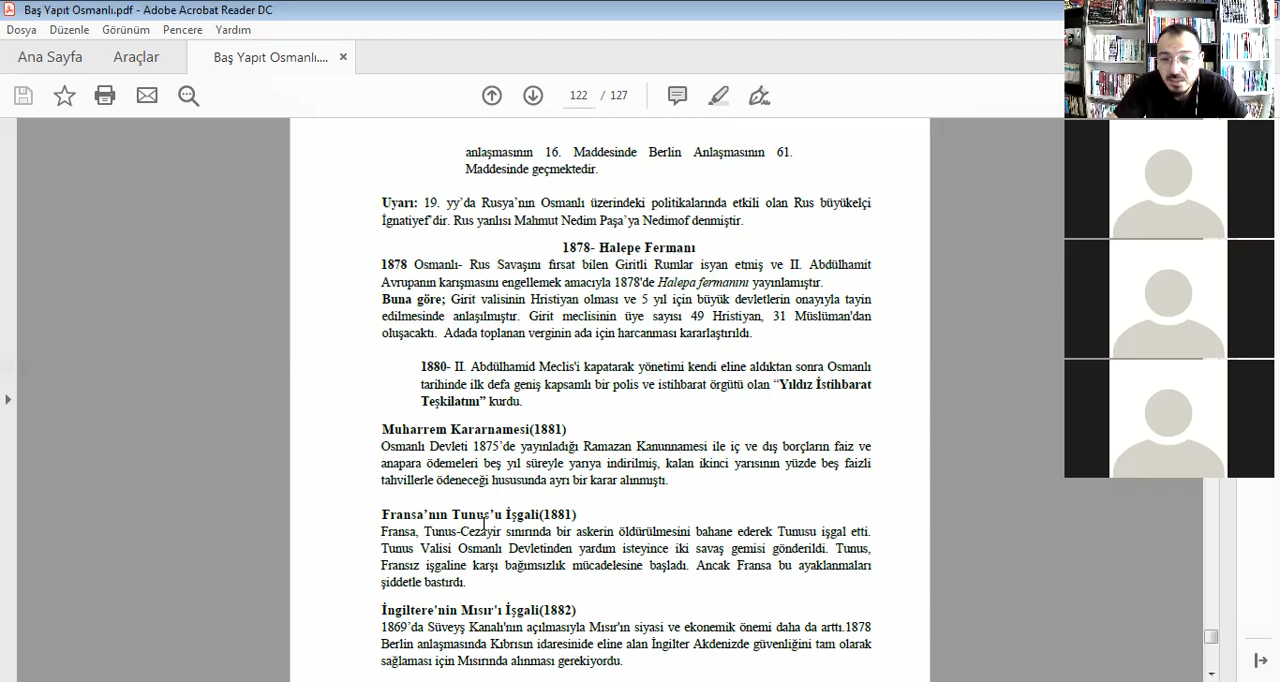 Baş Yapıt Osmanlı.pdf - Adobe Acrobat Reader DC
Dosya Düzenle Görünüm Pencere Yardım
Ana Sayfa Araçlar Baş Yapıt Osmanlı....
122 / 127
anlaşmasının 16. Maddesinde Berlin Anlaşmasının 61.
Maddesinde geçmektedir.
Uyarı: 19. yy’da Rusya’nın Osmanlı üzerindeki politikalarında etkili olan Rus büyükelçi
İgnatiyef’dir. Rus yanlısı Mahmut Nedim Paşa’ya Nedimof denmiştir.
1878- Halepe Fermanı
1878 Osmanlı- Rus Savaşını fırsat bilen Giritli Rumlar isyan etmiş ve II. Abdülhamit
Avrupanın karışmasını engellemek amacıyla 1878'de Halepa fermanını yayınlamıştır.
Buna göre; Girit valisinin Hristiyan olması ve 5 yıl için büyük devletlerin onayıyla tayin
edilmesinde anlaşılmıştır. Girit meclisinin üye sayısı 49 Hristiyan, 31 Müslüman'dan
oluşacaktı. Adada toplanan verginin ada için harcanması kararlaştırıldı.
1880- II. Abdülhamid Meclis'i kapatarak yönetimi kendi eline aldıktan sonra Osmanlı
tarihinde ilk defa geniş kapsamlı bir polis ve istihbarat örgütü olan “Yıldız İstihbarat
Teşkilatını” kurdu.
Muharrem Kararnamesi(1881)
Osmanlı Devleti 1875’de yayınladığı Ramazan Kanunnamesi ile iç ve dış borçların faiz ve
anapara ödemeleri beş yıl süreyle yarıya indirilmiş, kalan ikinci yarısının yüzde beş faizli
tahvillerle ödeneceği hususunda ayrı bir karar alınmıştı.
Fransa’nın Tunus’u İşgali(1881)
Fransa, Tunus-Cezayir sınırında bir askerin öldürülmesini bahane ederek Tunusu işgal etti.
Tunus Valisi Osmanlı Devletinden yardım isteyince iki savaş gemisi gönderildi. Tunus,
Fransız işgaline karşı bağımsızlık mücadelesine başladı. Ancak Fransa bu ayaklanmaları
şiddetle bastırdı.
İngiltere'nin Mısır'ı İşgali(1882)
1869’da Süveyş Kanalı'nın açılmasıyla Mısır'ın siyasi ve ekonomik önemi daha da arttı.1878
Berlin anlaşmasında Kıbrısın idaresinide eline alan İngilter Akdenizde güvenliğini tam olarak
sağlaması için Mısırında alınması gerekiyordu.